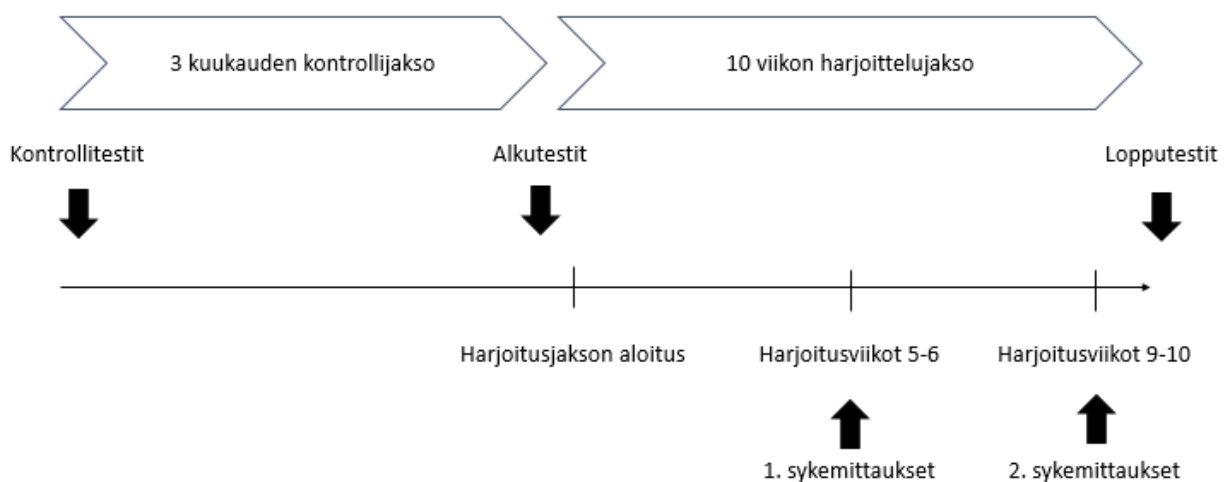 3 kuukauden kontrollijakso
10 viikon harjoittelujakso
Kontrollitestit
Alkutestit
Lopputestit
Harjoitusjakson aloitus
Harjoitusviikot 5-6
Harjoitusviikot 9-10
1. sykemittaukset
2. sykemittaukset